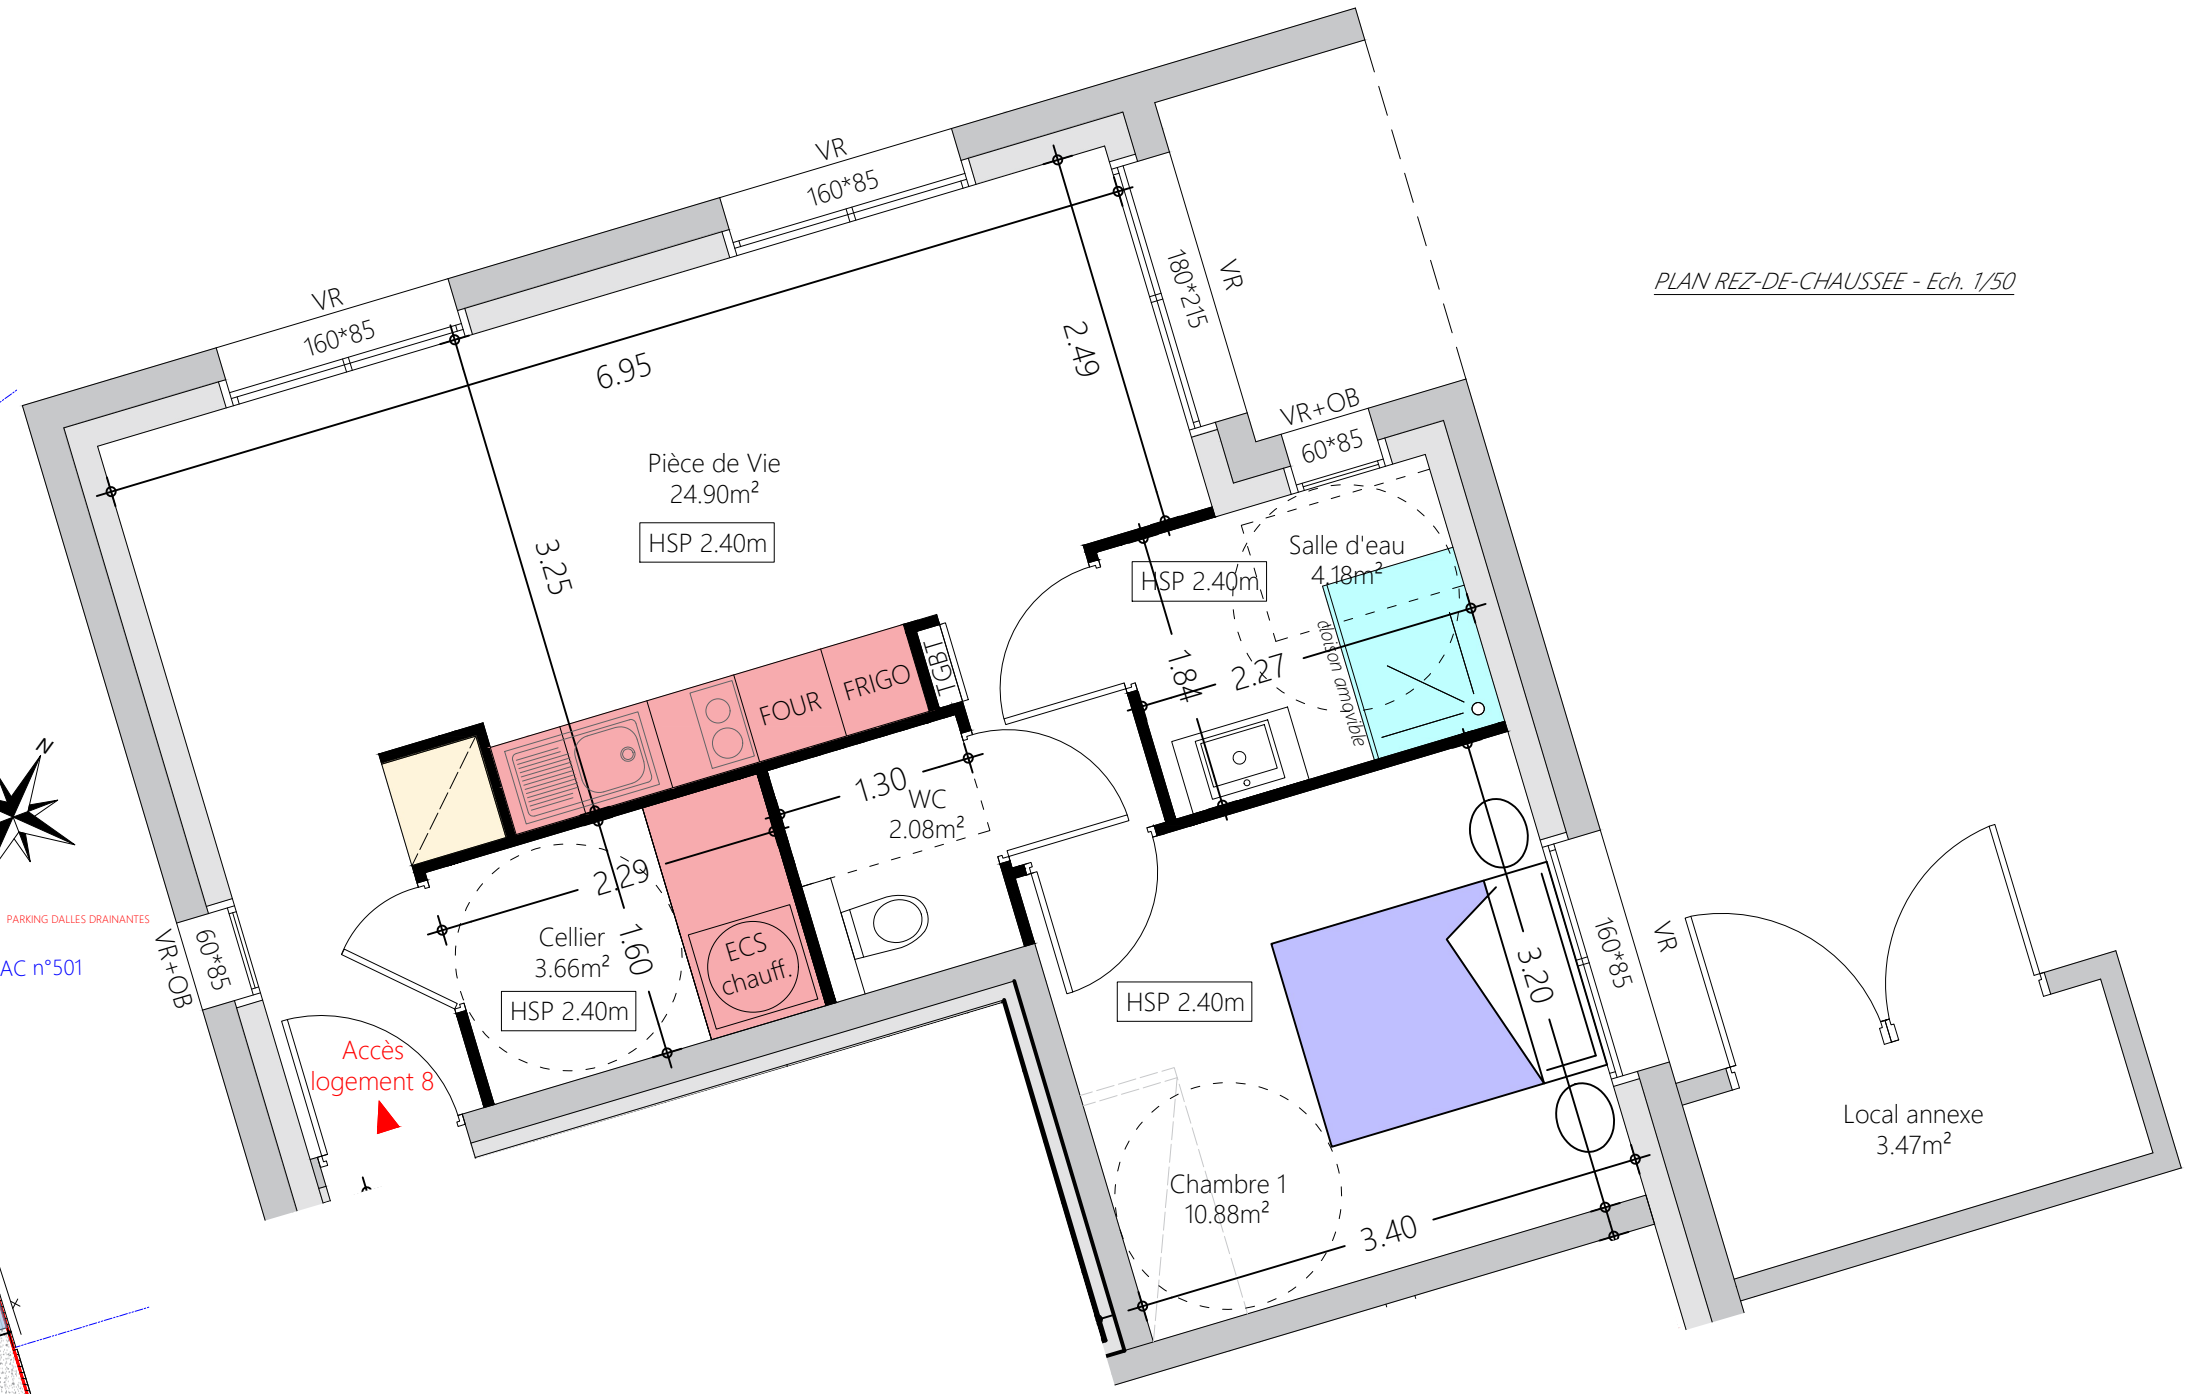 VR
160*85
VR
160*85
VR
180*215
PLAN REZ-DE-CHAUSSEE - Ech. 1/50
6.95
2.49
VR+OB
60*85
Pièce de Vie
24.90m²
HSP 2.40m
3.25
Salle d'eau
4.18m²
HSP 2.40m
1.84
2.27
cloison amovible
TGBT
FRIGO
FOUR
N
1.30
WC
2.08m²
2.29
PARKING DALLES DRAINANTES
AC n°501
VR+OB
60*85
Cellier
3.66m²
1.60
HSP 2.40m
ECS
chauff.
HSP 2.40m
3.20
160*85
VR
Accès
logement 8
Local annexe
3.47m²
Chambre 1
10.88m²
3.40
x